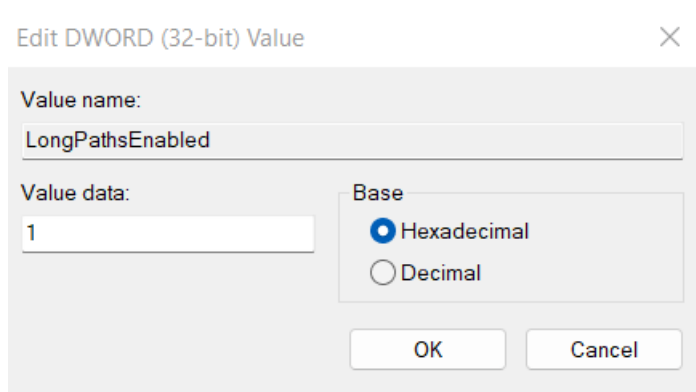 Edit DWORD (32-bit) Value
Value name:
LongPathsEnabled
Value data:
1
Base
Hexadecimal
Decimal
OK
Cancel